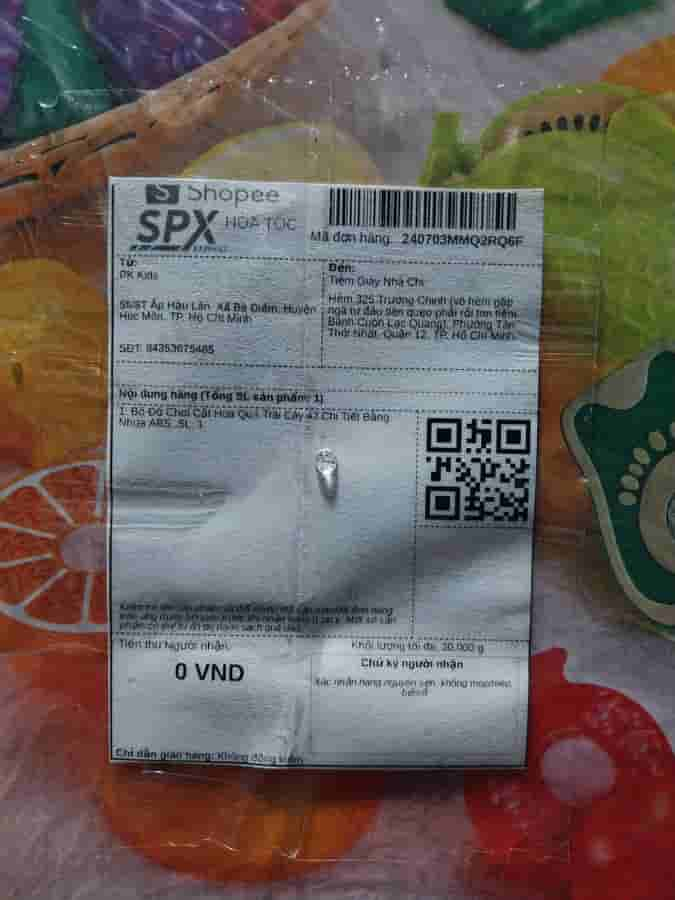 Shopee
SPX HỎA TỐC
EXPRESS
Mã đơn hàng: 240703MMQ2RQ6F
Từ:
PK Kids
55/5T Ấp Hậu Lân, Xã Bà Điểm, Huyện
Hóc Môn, TP. Hồ Chí Minh
SĐT: 84353675465
Đến:
Tiệm Giày Nhà Chi
Hẻm 325 Trường Chinh (vô hẻm gặp
ngã tư đầu tiên quẹo phải rồi tìm tiệm
Bánh Cuốn Lạc Quang), Phường Tân
Thới Nhất, Quận 12, TP. Hồ Chí Minh
Nội dung hàng (Tổng SL sản phẩm: 1)
1. Bộ Đồ Chơi Cắt Hoa Quả Trái Cây 47 Chi Tiết Bằng
Nhựa ABS, SL: 1
Tiền thu Người nhận:
0 VND
Khối lượng tối đa: 30,000 g
Chữ ký người nhận
Xác nhận hàng nguyên vẹn, không móp/méo,
bể/vỡ
Chỉ dẫn giao hàng: Không đồng kiểm